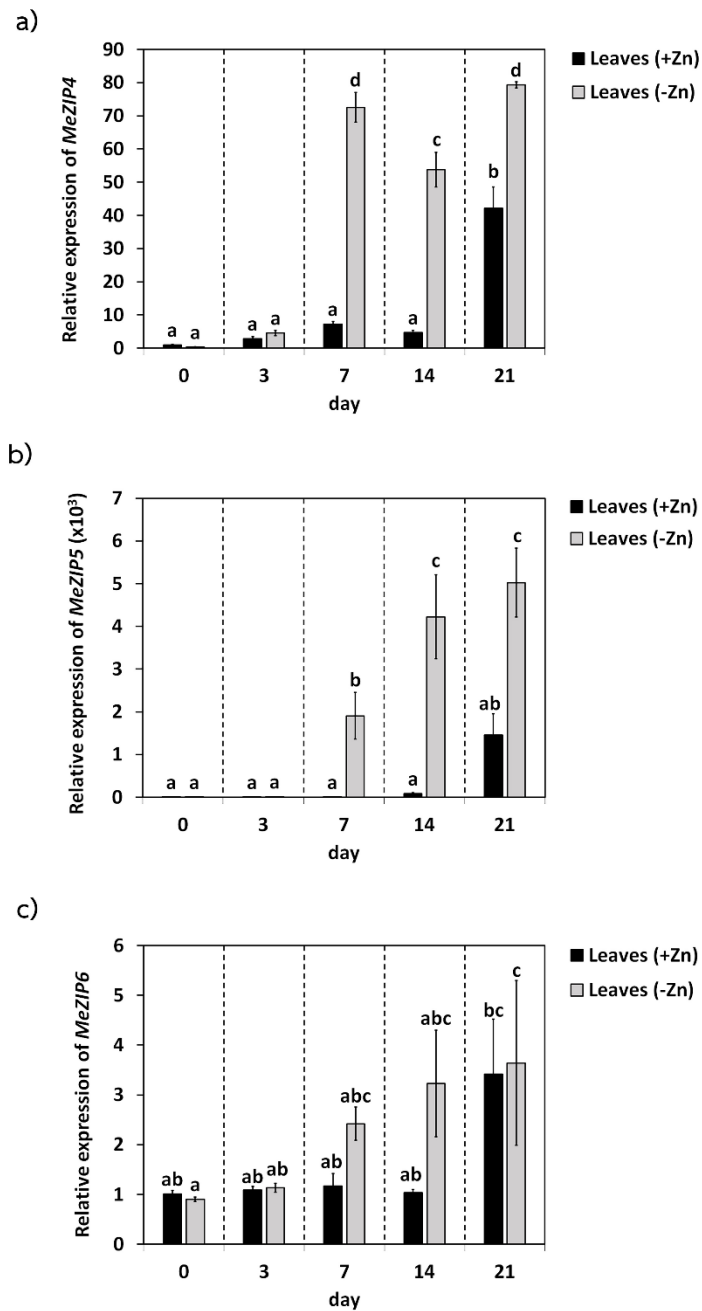 a)
Relative expression of MeZIP4
90
80
70
60
50
40
30
20
10
0
a a a a a d a c b d
0 3 7 14 21
day
Leaves (+Zn)
Leaves (-Zn)
b)
Relative expression of MeZIP5 (x10³)
7
6
5
4
3
2
1
0
a a a a a b a c ab c
0 3 7 14 21
day
Leaves (+Zn)
Leaves (-Zn)
c)
Relative expression of MeZIP6
6
5
4
3
2
1
0
ab a ab ab ab abc ab abc bc c
0 3 7 14 21
day
Leaves (+Zn)
Leaves (-Zn)